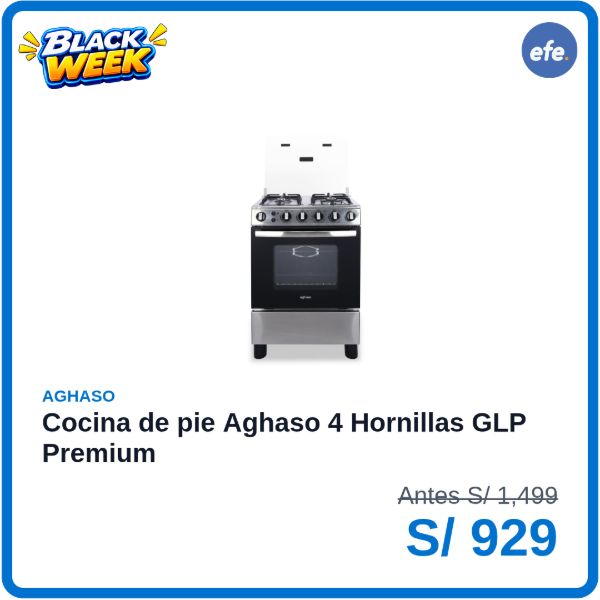 BLACK
WEEK
efe.
AGHASO
Cocina de pie Aghaso 4 Hornillas GLP
Premium
Antes S/ 1,499
S/ 929